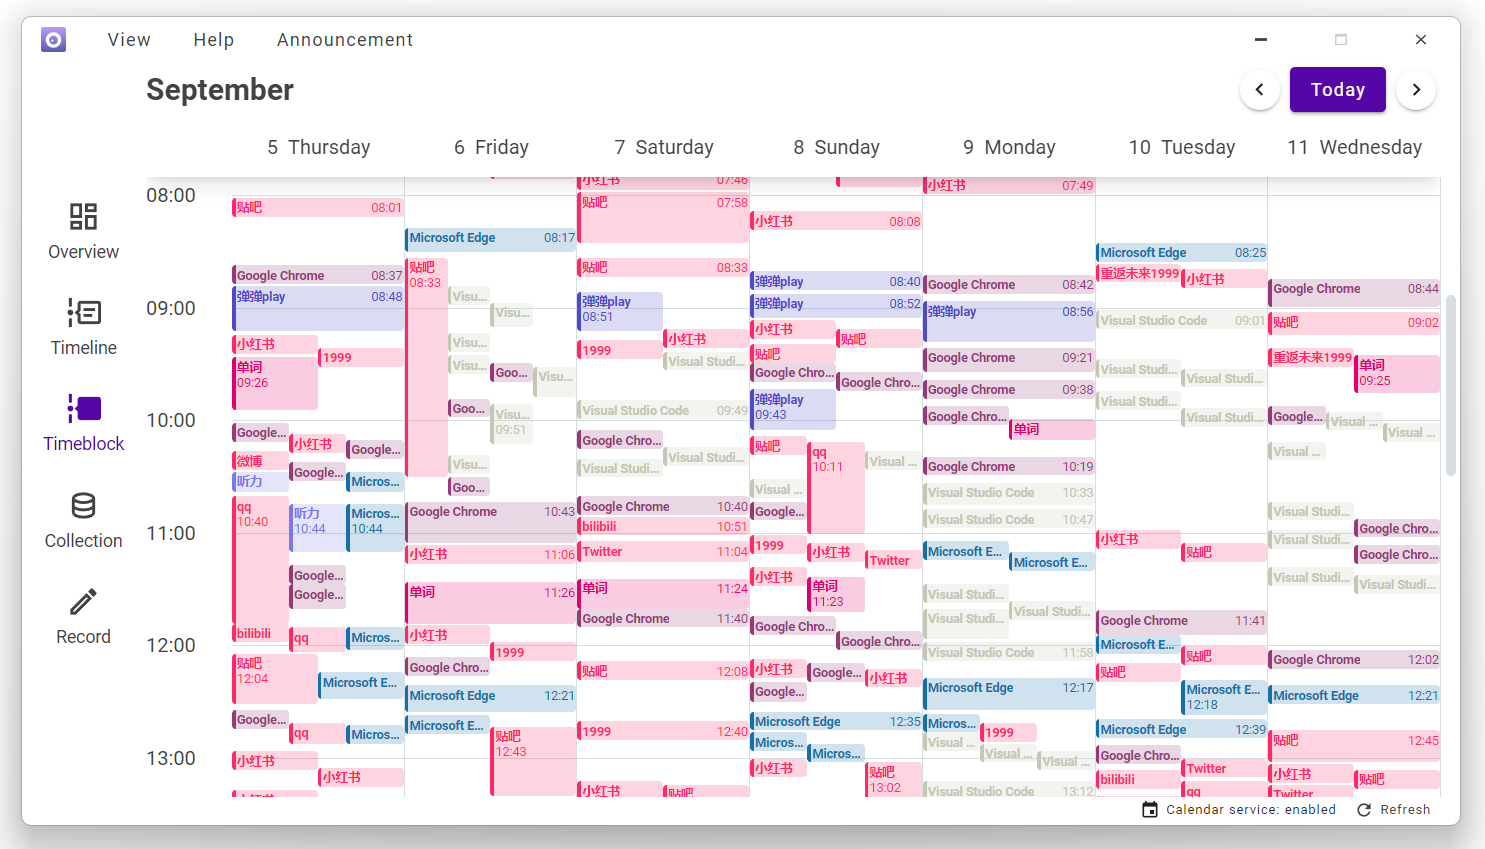 View Help Announcement
September
Today
5 Thursday
6 Friday
7 Saturday
8 Sunday
9 Monday
10 Tuesday
11 Wednesday
Overview
Timeline
Timeblock
Collection
Record
08:00
09:00
10:00
11:00
12:00
13:00
贴吧 08:01
Google Chrome 08:37
弹弹play 08:48
小红书
1999
单词
09:26
Google...
小红书
Google...
微博
Google...
听力
Micros...
qq
10:40
听力
10:44
Micros...
10:44
Google...
Google...
bilibili
qq
Micros...
贴吧
12:04
Microsoft E...
Google...
qq
Micros...
小红书
小红书
小红书
Microsoft Edge 08:17
贴吧
08:33
Visu...
Visu...
Visu...
Visu...
Goo...
Visu...
Goo...
Visu...
09:51
Visu...
Goo...
Google Chrome 10:43
小红书 11:06
单词 11:26
小红书
1999
Google Chro...
Microsoft Edge 12:21
Microsoft E...
贴吧
12:43
小红书 07:46
贴吧 07:58
贴吧 08:33
弹弹play
08:51
小红书
1999
Visual Studi...
Visual Studio Code 09:49
Google Chro...
Visual Studi...
Visual Studi...
Google Chrome 10:40
bilibili 10:51
Twitter 11:04
单词 11:24
Google Chrome 11:40
贴吧 12:08
1999 12:40
小红书
贴吧
小红书 08:08
弹弹play 08:40
弹弹play 08:52
小红书
贴吧
贴吧
Google Chro...
Google Chro...
弹弹play
09:43
贴吧
qq
10:11
Visual ...
Visual ...
Google...
1999
小红书
Twitter
小红书
单词
11:23
Google Chro...
Google Chro...
小红书
Google...
小红书
Google...
Microsoft Edge 12:35
Micros...
Micros...
小红书
贴吧
13:02
小红书 07:49
Google Chrome 08:42
弹弹play 08:56
Google Chrome 09:21
Google Chrome 09:38
Google Chro...
单词
Google Chrome 10:19
Visual Studio Code 10:33
Visual Studio Code 10:47
Microsoft E...
Microsoft E...
Visual Studi...
Visual Studi...
Visual Studi...
Visual Studio Code 11:58
Microsoft Edge 12:17
Micros...
1999
Visual ...
Visual ...
Visual ...
Visual Studio Code 13:12
Microsoft Edge 08:25
重返未来1999
小红书
Visual Studio Code 09:01
Visual Studi...
Visual Studi...
Visual Studi...
Visual Studi...
小红书
贴吧
Google Chrome 11:41
Microsoft E...
贴吧
贴吧
Microsoft E...
12:18
Microsoft Edge 12:39
Google Chro...
Twitter
bilibili
qq
Google Chrome 08:44
贴吧 09:02
重返未来1999
单词
09:25
Google...
Visual ...
Visual ...
Visual ...
Visual Studi...
Google Chro...
Visual Studi...
Google Chro...
Visual Studi...
Visual Studi...
Google Chrome 12:02
Microsoft Edge 12:21
贴吧 12:45
小红书
贴吧
Twitter
Calendar service: enabled
Refresh